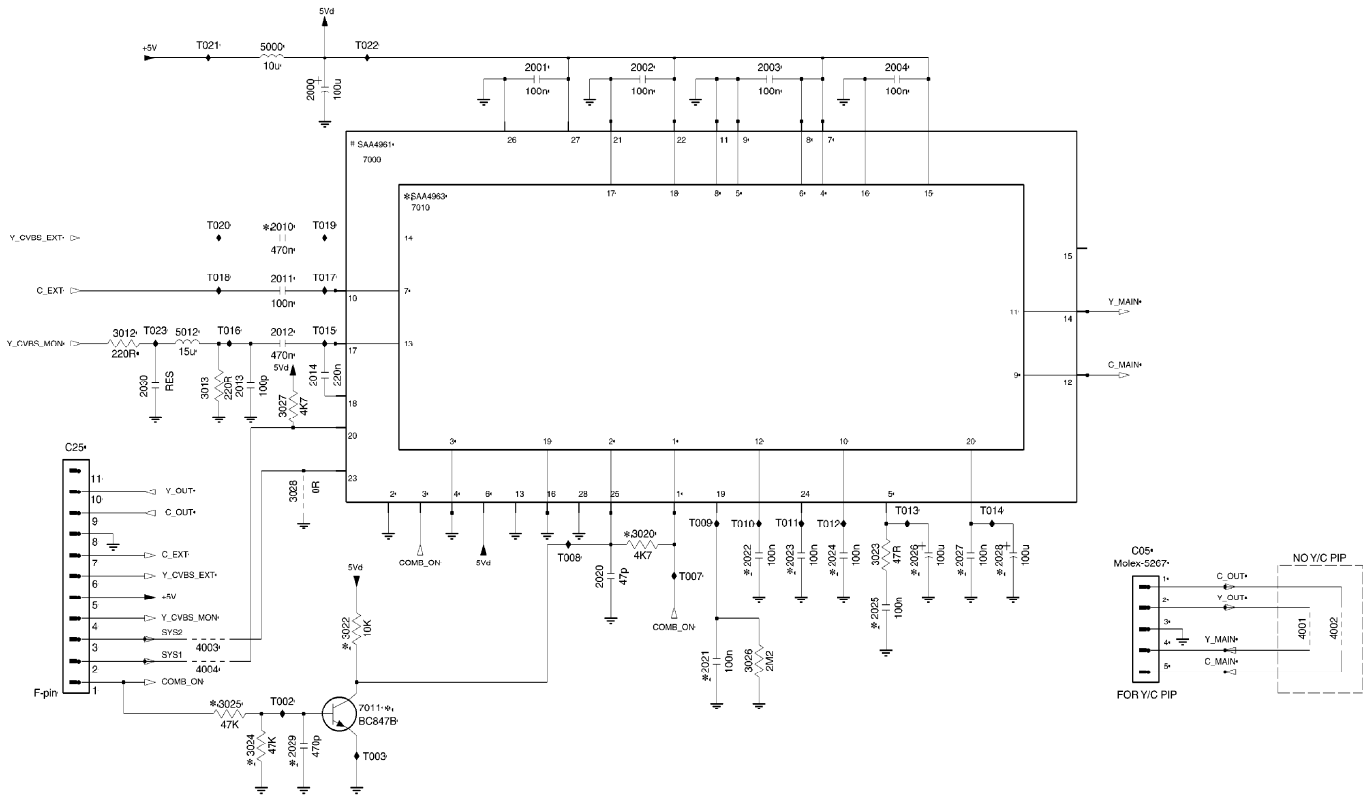 5Vd
+5V T021 5000 T022
10u
2000 100u
2001 2002 2003 2004
100n 100n 100n 100n
26 27 21 22 11 9 8 7
* SAA4961
7000
17 18 8 5 6 4 16 15
*SAA4963
7010
T020 *2010 T019
Y_CVBS_EXT
470n
14
15
T018 2011 T017
C_EXT
100n
10 7
11 Y_MAIN
14
3012 T023 5012 T016 2012 T015
Y_CVBS_MON
220R 15u 470n
17 13
9 C_MAIN
12
5Vd
2030 RES
3013 220R
2013 100p
3027 4K7
2014 220n
18
20
23
3 19 2 1 12 10 20
3028 0R
2 3 4 6 13 16 28 25 1 19 24 5
COMB_ON 5Vd
T008 *3020 T009 T010 T011 T012 T013 T014
4K7
2020 47p
T007
COMB_ON
*2022 100n
*2023 100n
*2024 100n
3023 47R
*2026 100u
*2027 100n
*2028 100u
*2025 100n
*2021 100n
3026 2M2
C25
11
10 Y_OUT
9 C_OUT
8
7 C_EXT
6 Y_CVBS_EXT
5 +5V
4 Y_CVBS_MON
3 SYS2 4003
2 SYS1 4004
1 COMB_ON
F-pin
5Vd
*3022 10K
*3025 T002
47K
7011 *
BC847B
*3024 47K
*2029 470p
T003
C05
Molex-5267
NO Y/C PIP
1 C_OUT
2 Y_OUT
3
4 Y_MAIN
5 C_MAIN
4001 4002
FOR Y/C PIP